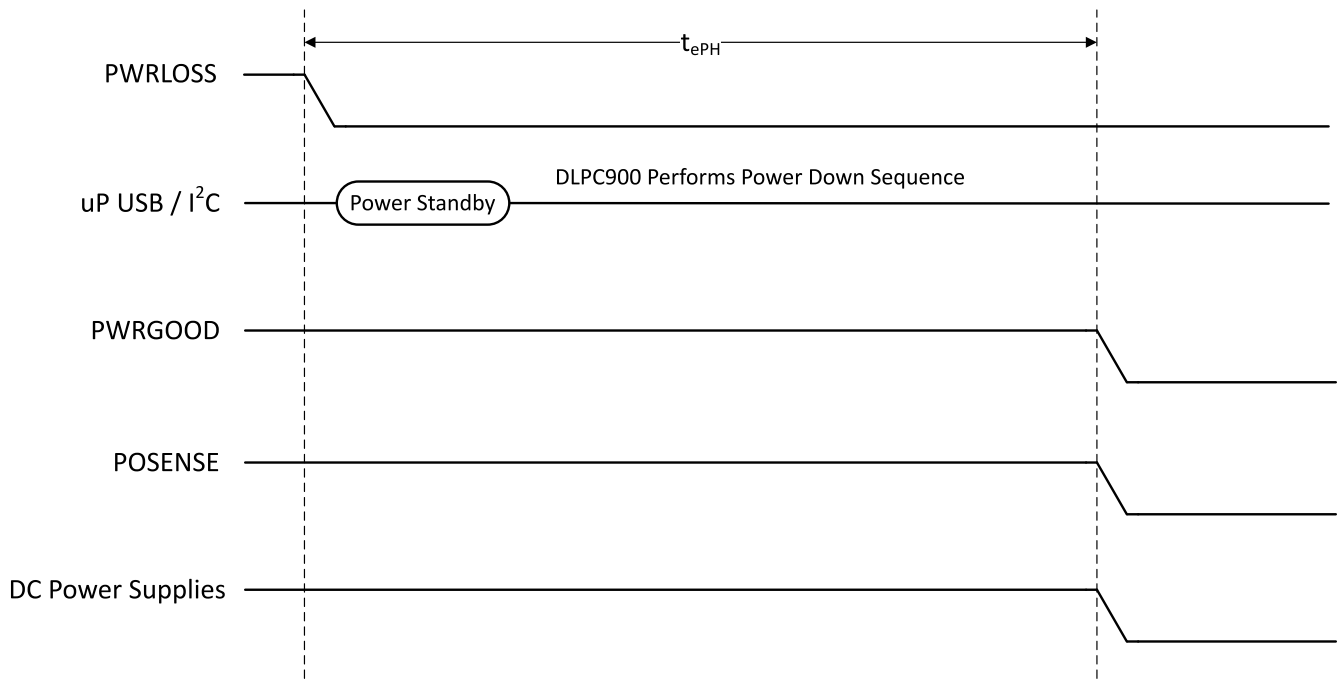 tePH
PWRLOSS
DLPC900 Performs Power Down Sequence
uP USB / I²C
Power Standby
PWRGOOD
POSENSE
DC Power Supplies